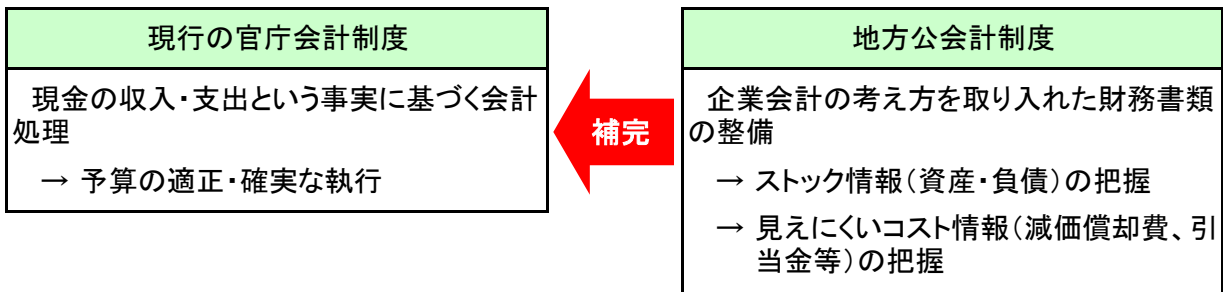 現行の官庁会計制度
現金の収入・支出という事実に基づく会計
処理
→ 予算の適正・確実な執行
補完
地方公会計制度
企業会計の考え方を取り入れた財務書類
の整備
→ ストック情報(資産・負債)の把握
→ 見えにくいコスト情報(減価償却費、引
当金等)の把握